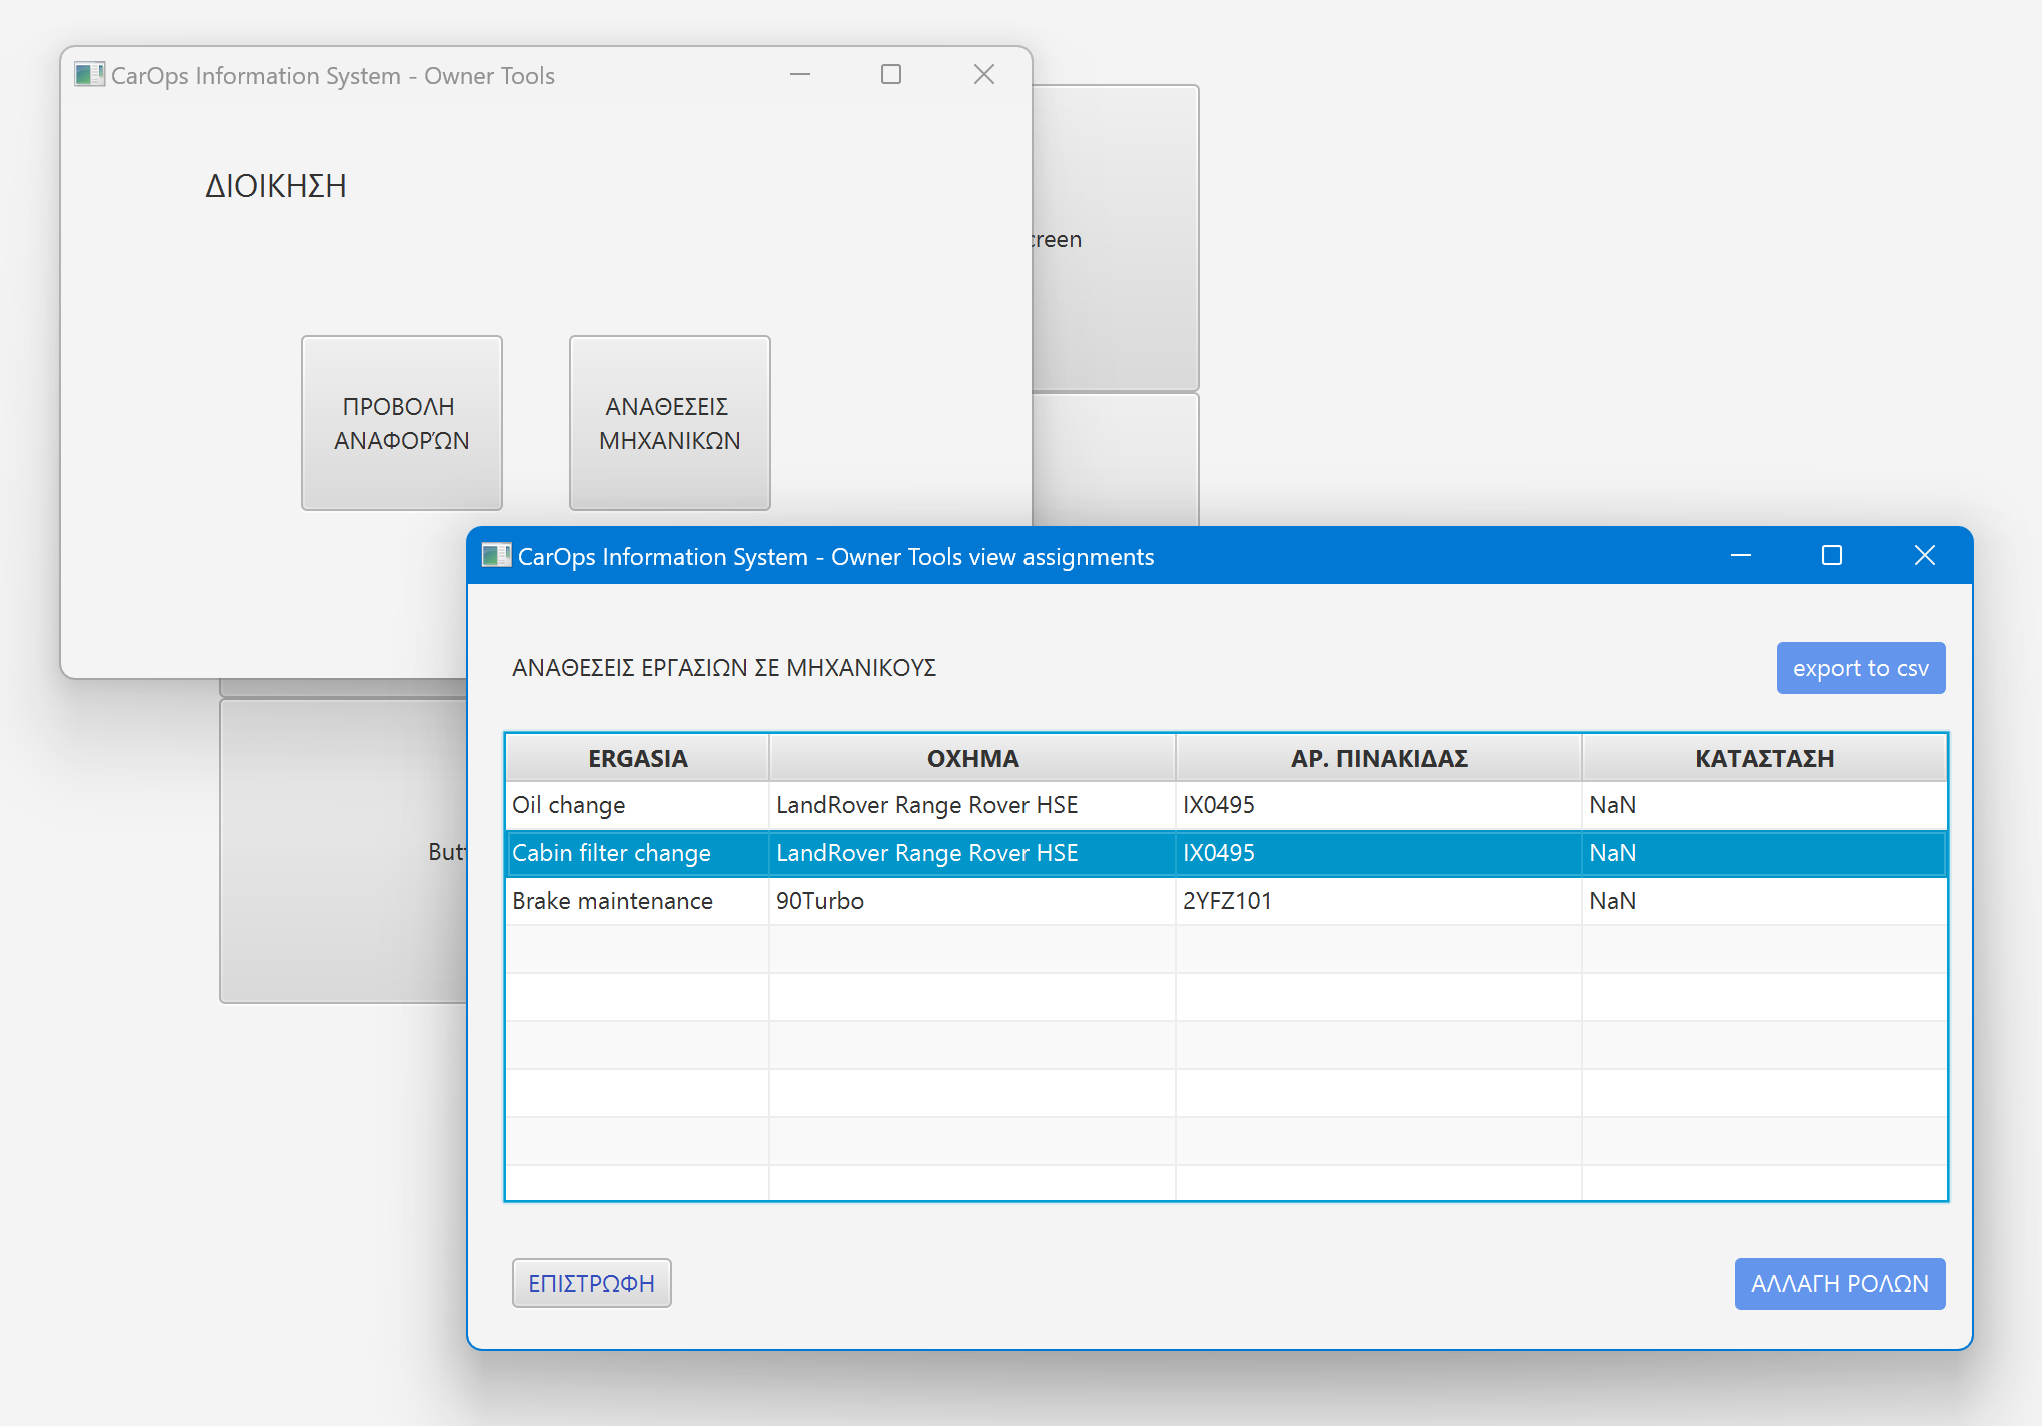 CarOps Information System - Owner Tools
ΔΙΟΙΚΗΣΗ
ΠΡΟΒΟΛΗ
ΑΝΑΦΟΡΏΝ
ΑΝΑΘΕΣΕΙΣ
ΜΗΧΑΝΙΚΩΝ
creen
CarOps Information System - Owner Tools view assignments
ΑΝΑΘΕΣΕΙΣ ΕΡΓΑΣΙΩΝ ΣΕ ΜΗΧΑΝΙΚΟΥΣ
export to csv
ERGASIA ΟΧΗΜΑ ΑΡ. ΠΙΝΑΚΙΔΑΣ ΚΑΤΑΣΤΑΣΗ
Oil change LandRover Range Rover HSE IX0495 NaN
Cabin filter change LandRover Range Rover HSE IX0495 NaN
Brake maintenance 90Turbo 2YFZ101 NaN
But
ΕΠΙΣΤΡΩΦΗ
ΑΛΛΑΓΗ ΡΟΛΩΝ